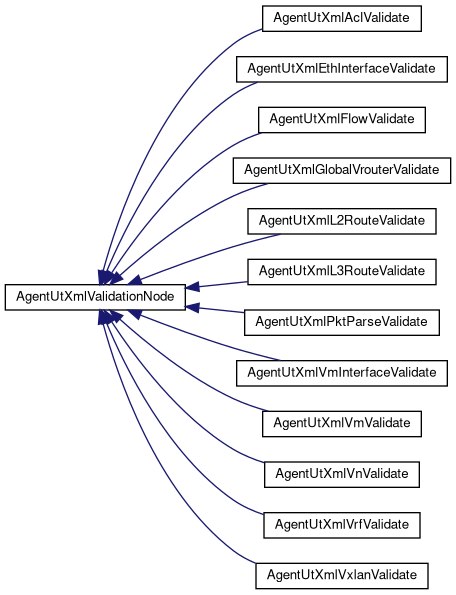 AgentUtXmlAclValidate
AgentUtXmlEthInterfaceValidate
AgentUtXmlFlowValidate
AgentUtXmlGlobalVrouterValidate
AgentUtXmlL2RouteValidate
AgentUtXmlL3RouteValidate
AgentUtXmlValidationNode
AgentUtXmlPktParseValidate
AgentUtXmlVmInterfaceValidate
AgentUtXmlVmValidate
AgentUtXmlVnValidate
AgentUtXmlVrfValidate
AgentUtXmlVxlanValidate